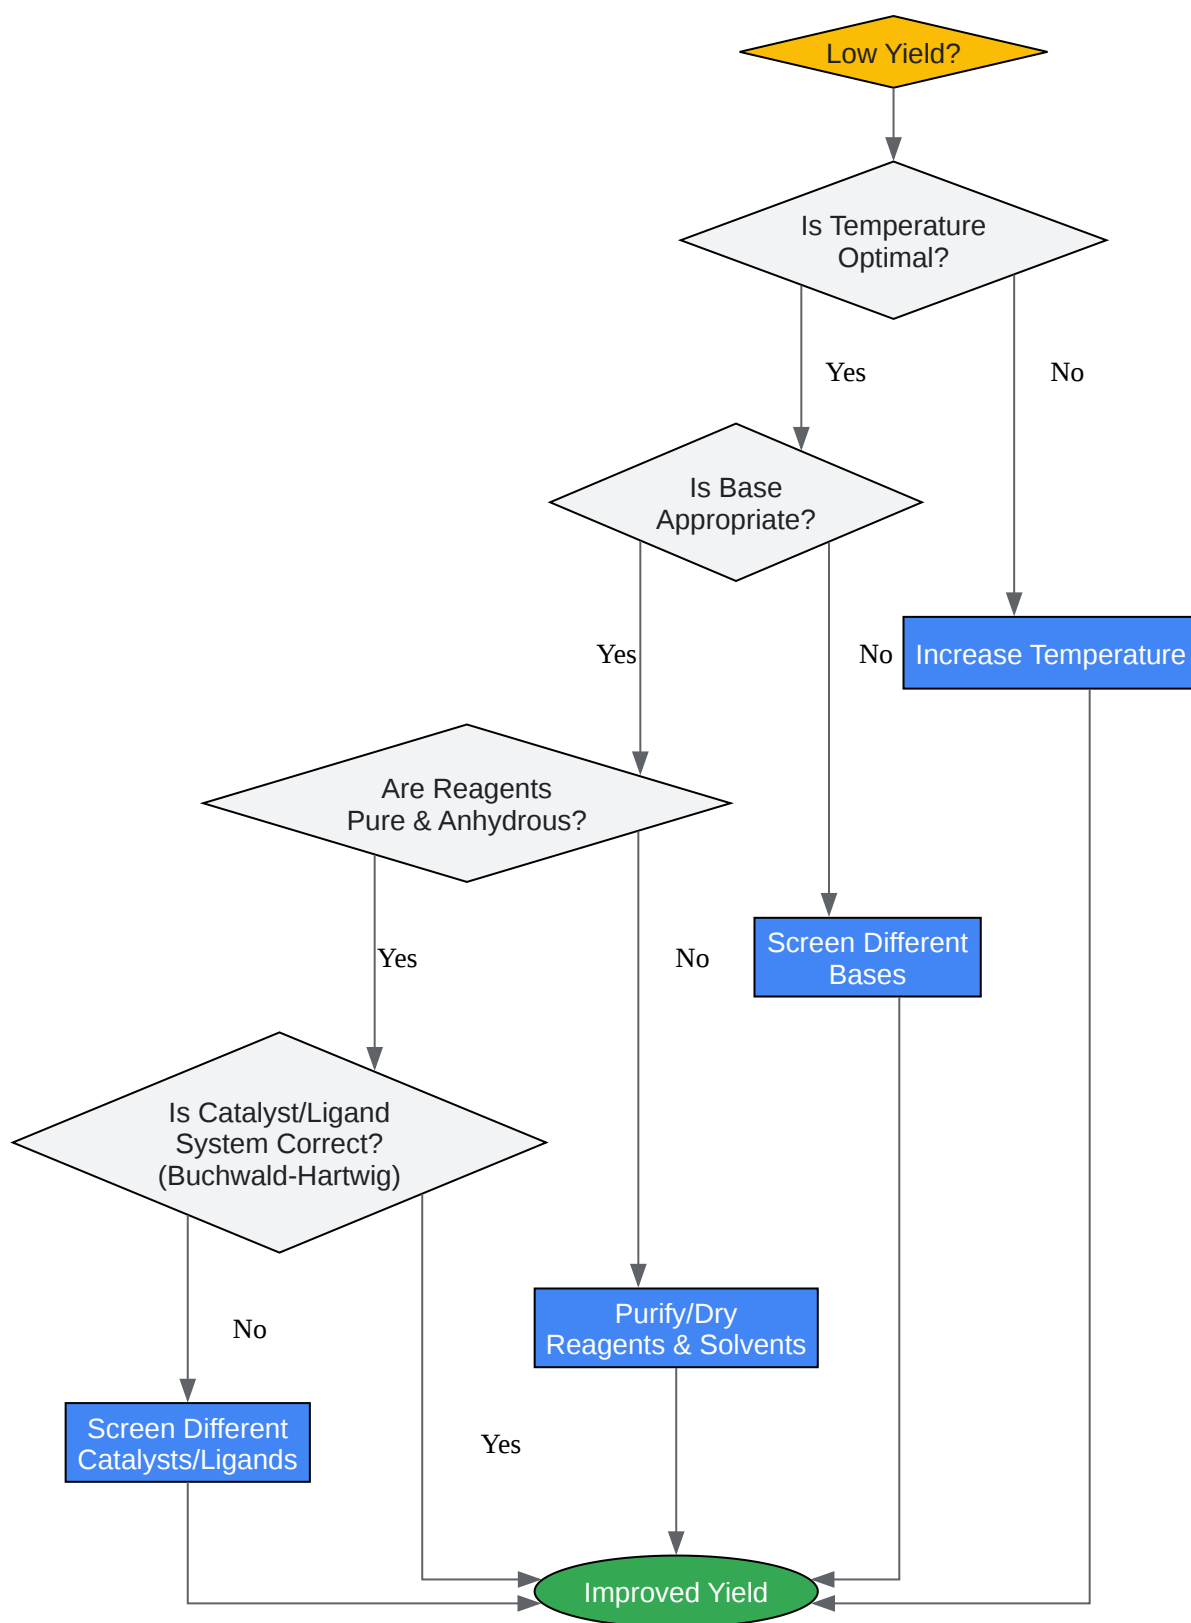 Low Yield?
Is Temperature
Optimal?
Yes
No
Is Base
Appropriate?
Yes
No
Increase Temperature
Are Reagents
Pure & Anhydrous?
Yes
No
Screen Different
Bases
Is Catalyst/Ligand
System Correct?
(Buchwald-Hartwig)
No
Yes
Purify/Dry
Reagents & Solvents
Screen Different
Catalysts/Ligands
Improved Yield